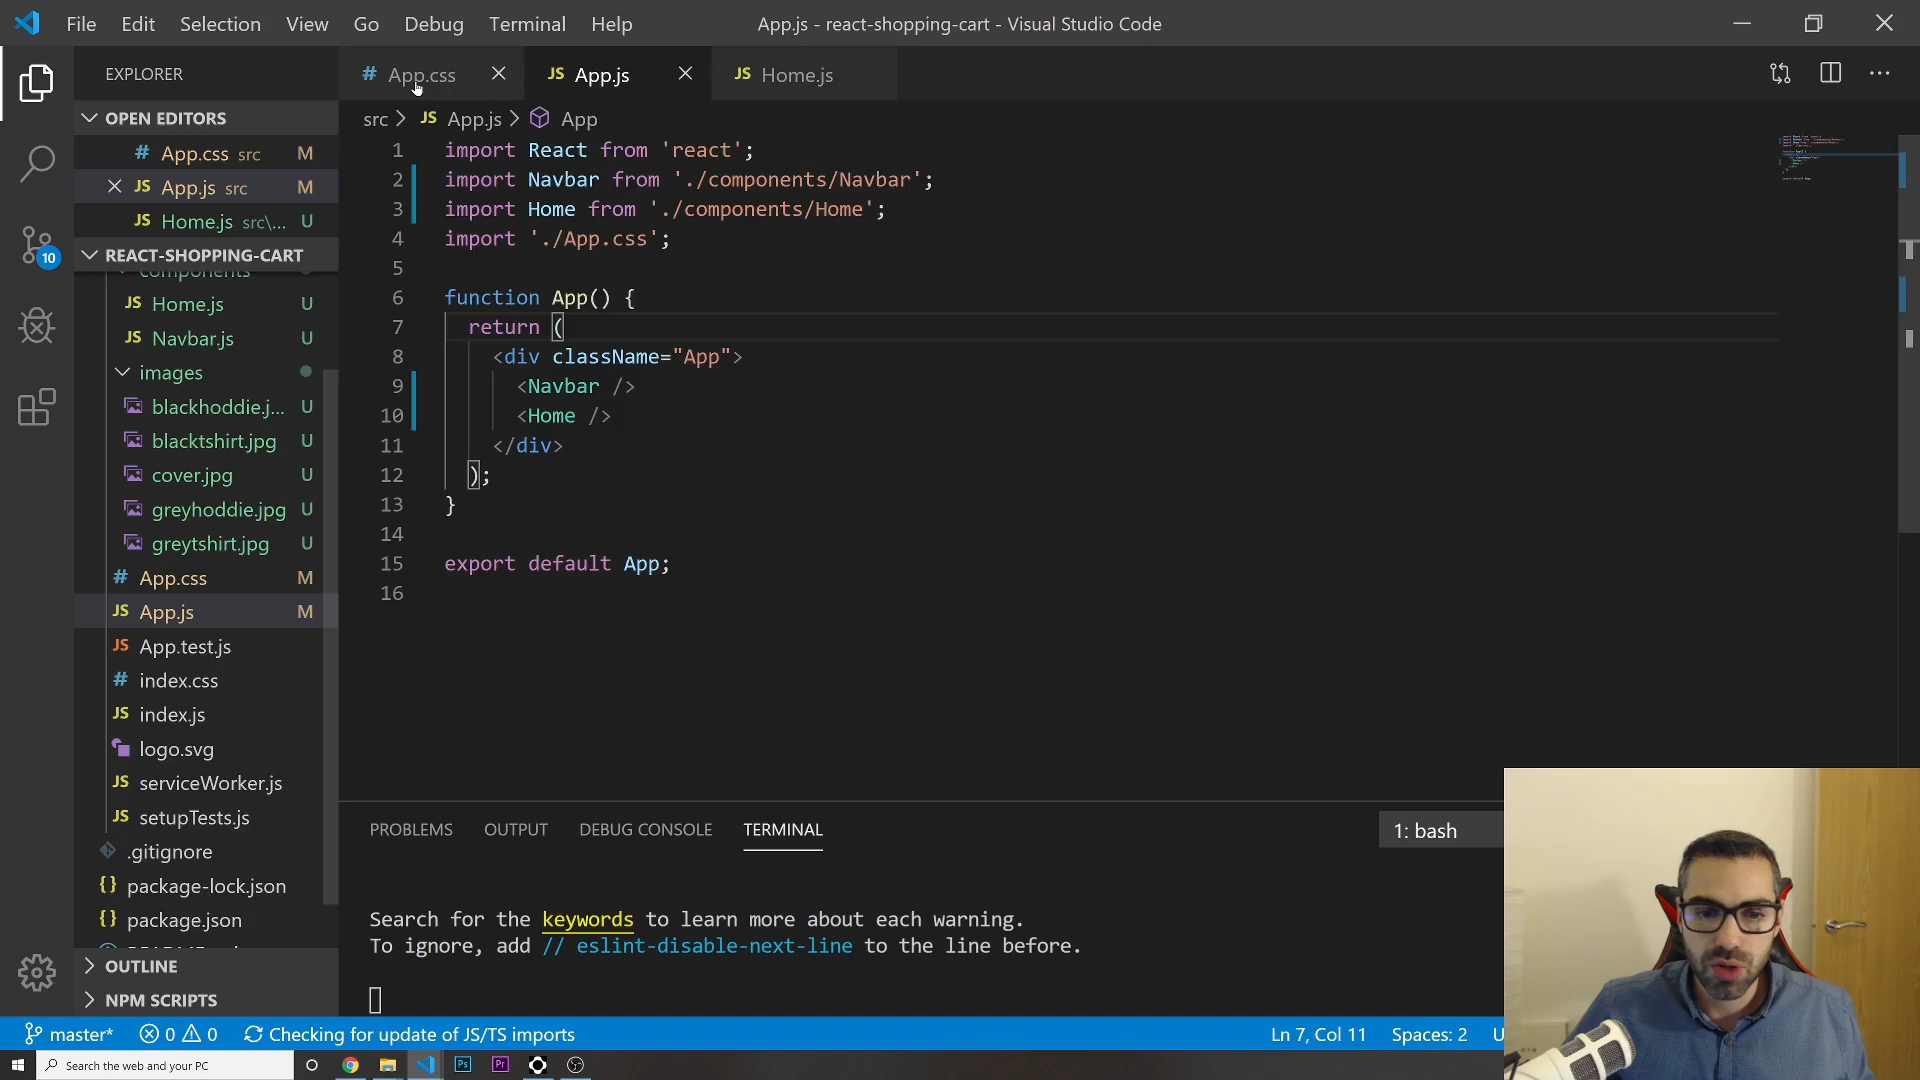 File Edit Selection View Go Debug Terminal Help
App.js - react-shopping-cart - Visual Studio Code
EXPLORER
# App.css
JS App.js
JS Home.js
OPEN EDITORS
# App.css src M
JS App.js src M
JS Home.js src\... U
REACT-SHOPPING-CART
components
JS Home.js U
JS Navbar.js U
images
blackhoddie.j... U
blacktshirt.jpg U
cover.jpg U
greyhoddie.jpg U
greytshirt.jpg U
# App.css M
JS App.js M
JS App.test.js
# index.css
JS index.js
logo.svg
JS serviceWorker.js
JS setupTests.js
.gitignore
{} package-lock.json
{} package.json
OUTLINE
NPM SCRIPTS
10
src > JS App.js > App
1 import React from 'react';
2 import Navbar from './components/Navbar';
3 import Home from './components/Home';
4 import './App.css';
5
6 function App() {
7 return (
8 <div className="App">
9 <Navbar />
10 <Home />
11 </div>
12 );
13 }
14
15 export default App;
16
PROBLEMS OUTPUT DEBUG CONSOLE TERMINAL
1: bash
Search for the keywords to learn more about each warning.
To ignore, add // eslint-disable-next-line to the line before.
master* 0 0 Checking for update of JS/TS imports
Ln 7, Col 11 Spaces: 2 U
Search the web and your PC
Ps
Pr